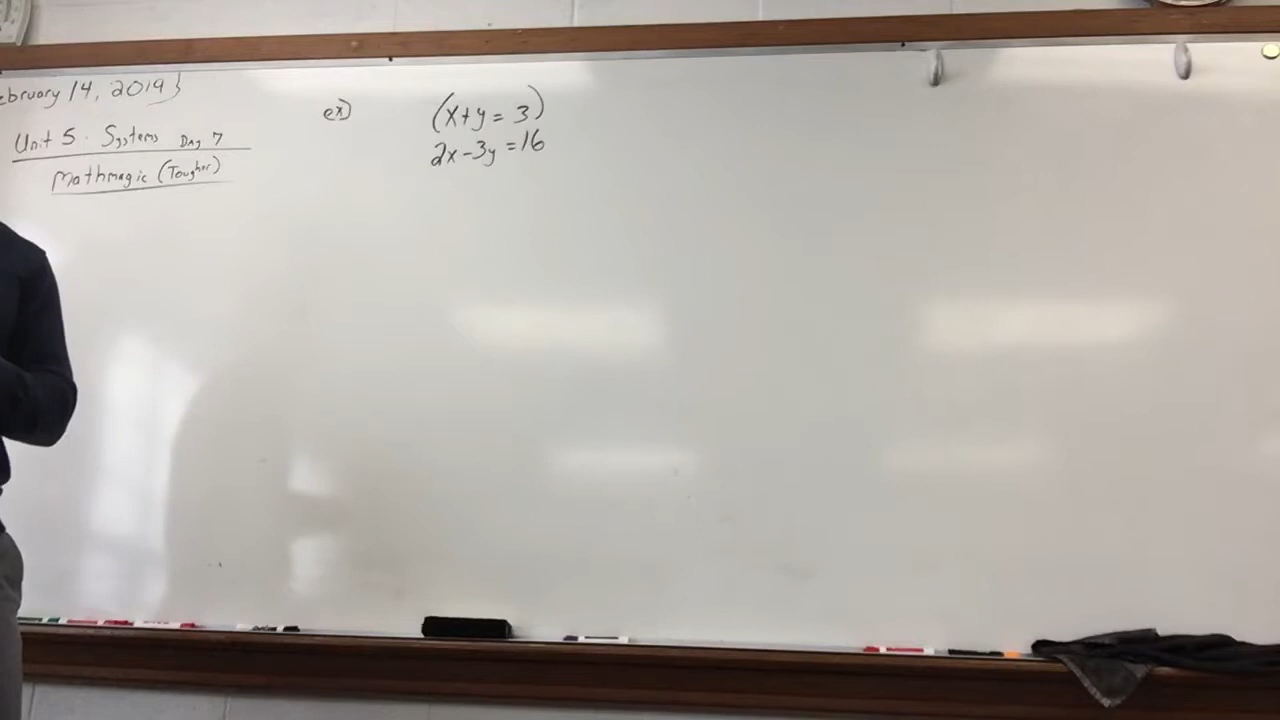 ebruary 14, 2019}
Unit 5: Systems Day 7
Mathmagic (Tougher)
ex)
(x+y = 3)
2x-3y =16